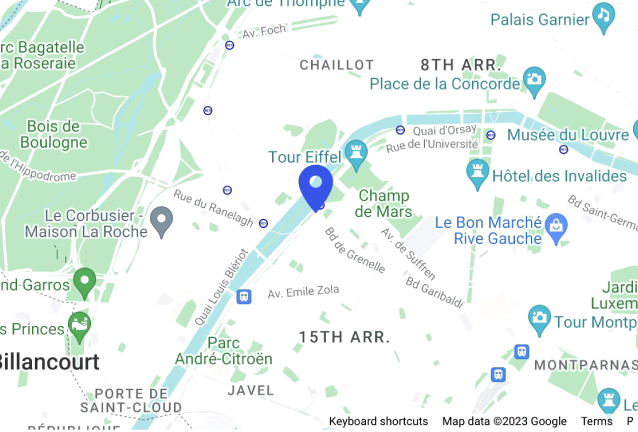 Arc de Triomphe
Av. Foch
Palais Garnier
arc Bagatelle
a Roseraie
CHAILLOT
8TH ARR.
Place de la Concorde
Bois de
Boulogne
Quai d'Orsay
Rue de l'Université
Musée du Louvre
de l'Hippodrome
Tour Eiffel
Hôtel des Invalides
Rue du Ranelagh
Champ
de Mars
Bd Saint-Germa
Le Corbusier -
Maison La Roche
Le Bon Marché
Rive Gauche
Bd de Grenelle
Av. de Suffren
Quai Louis Blériot
nd-Garros
Av. Emile Zola
Bd Garibaldi
Jardi
Luxem
s Princes
Tour Montp
15TH ARR.
Parc
André-Citroën
Billancourt
MONTPARNAS
PORTE DE
SAINT-CLOUD
JAVEL
Le
RÉPUBLIQUE
Keyboard shortcuts
Map data ©2023 Google
Terms